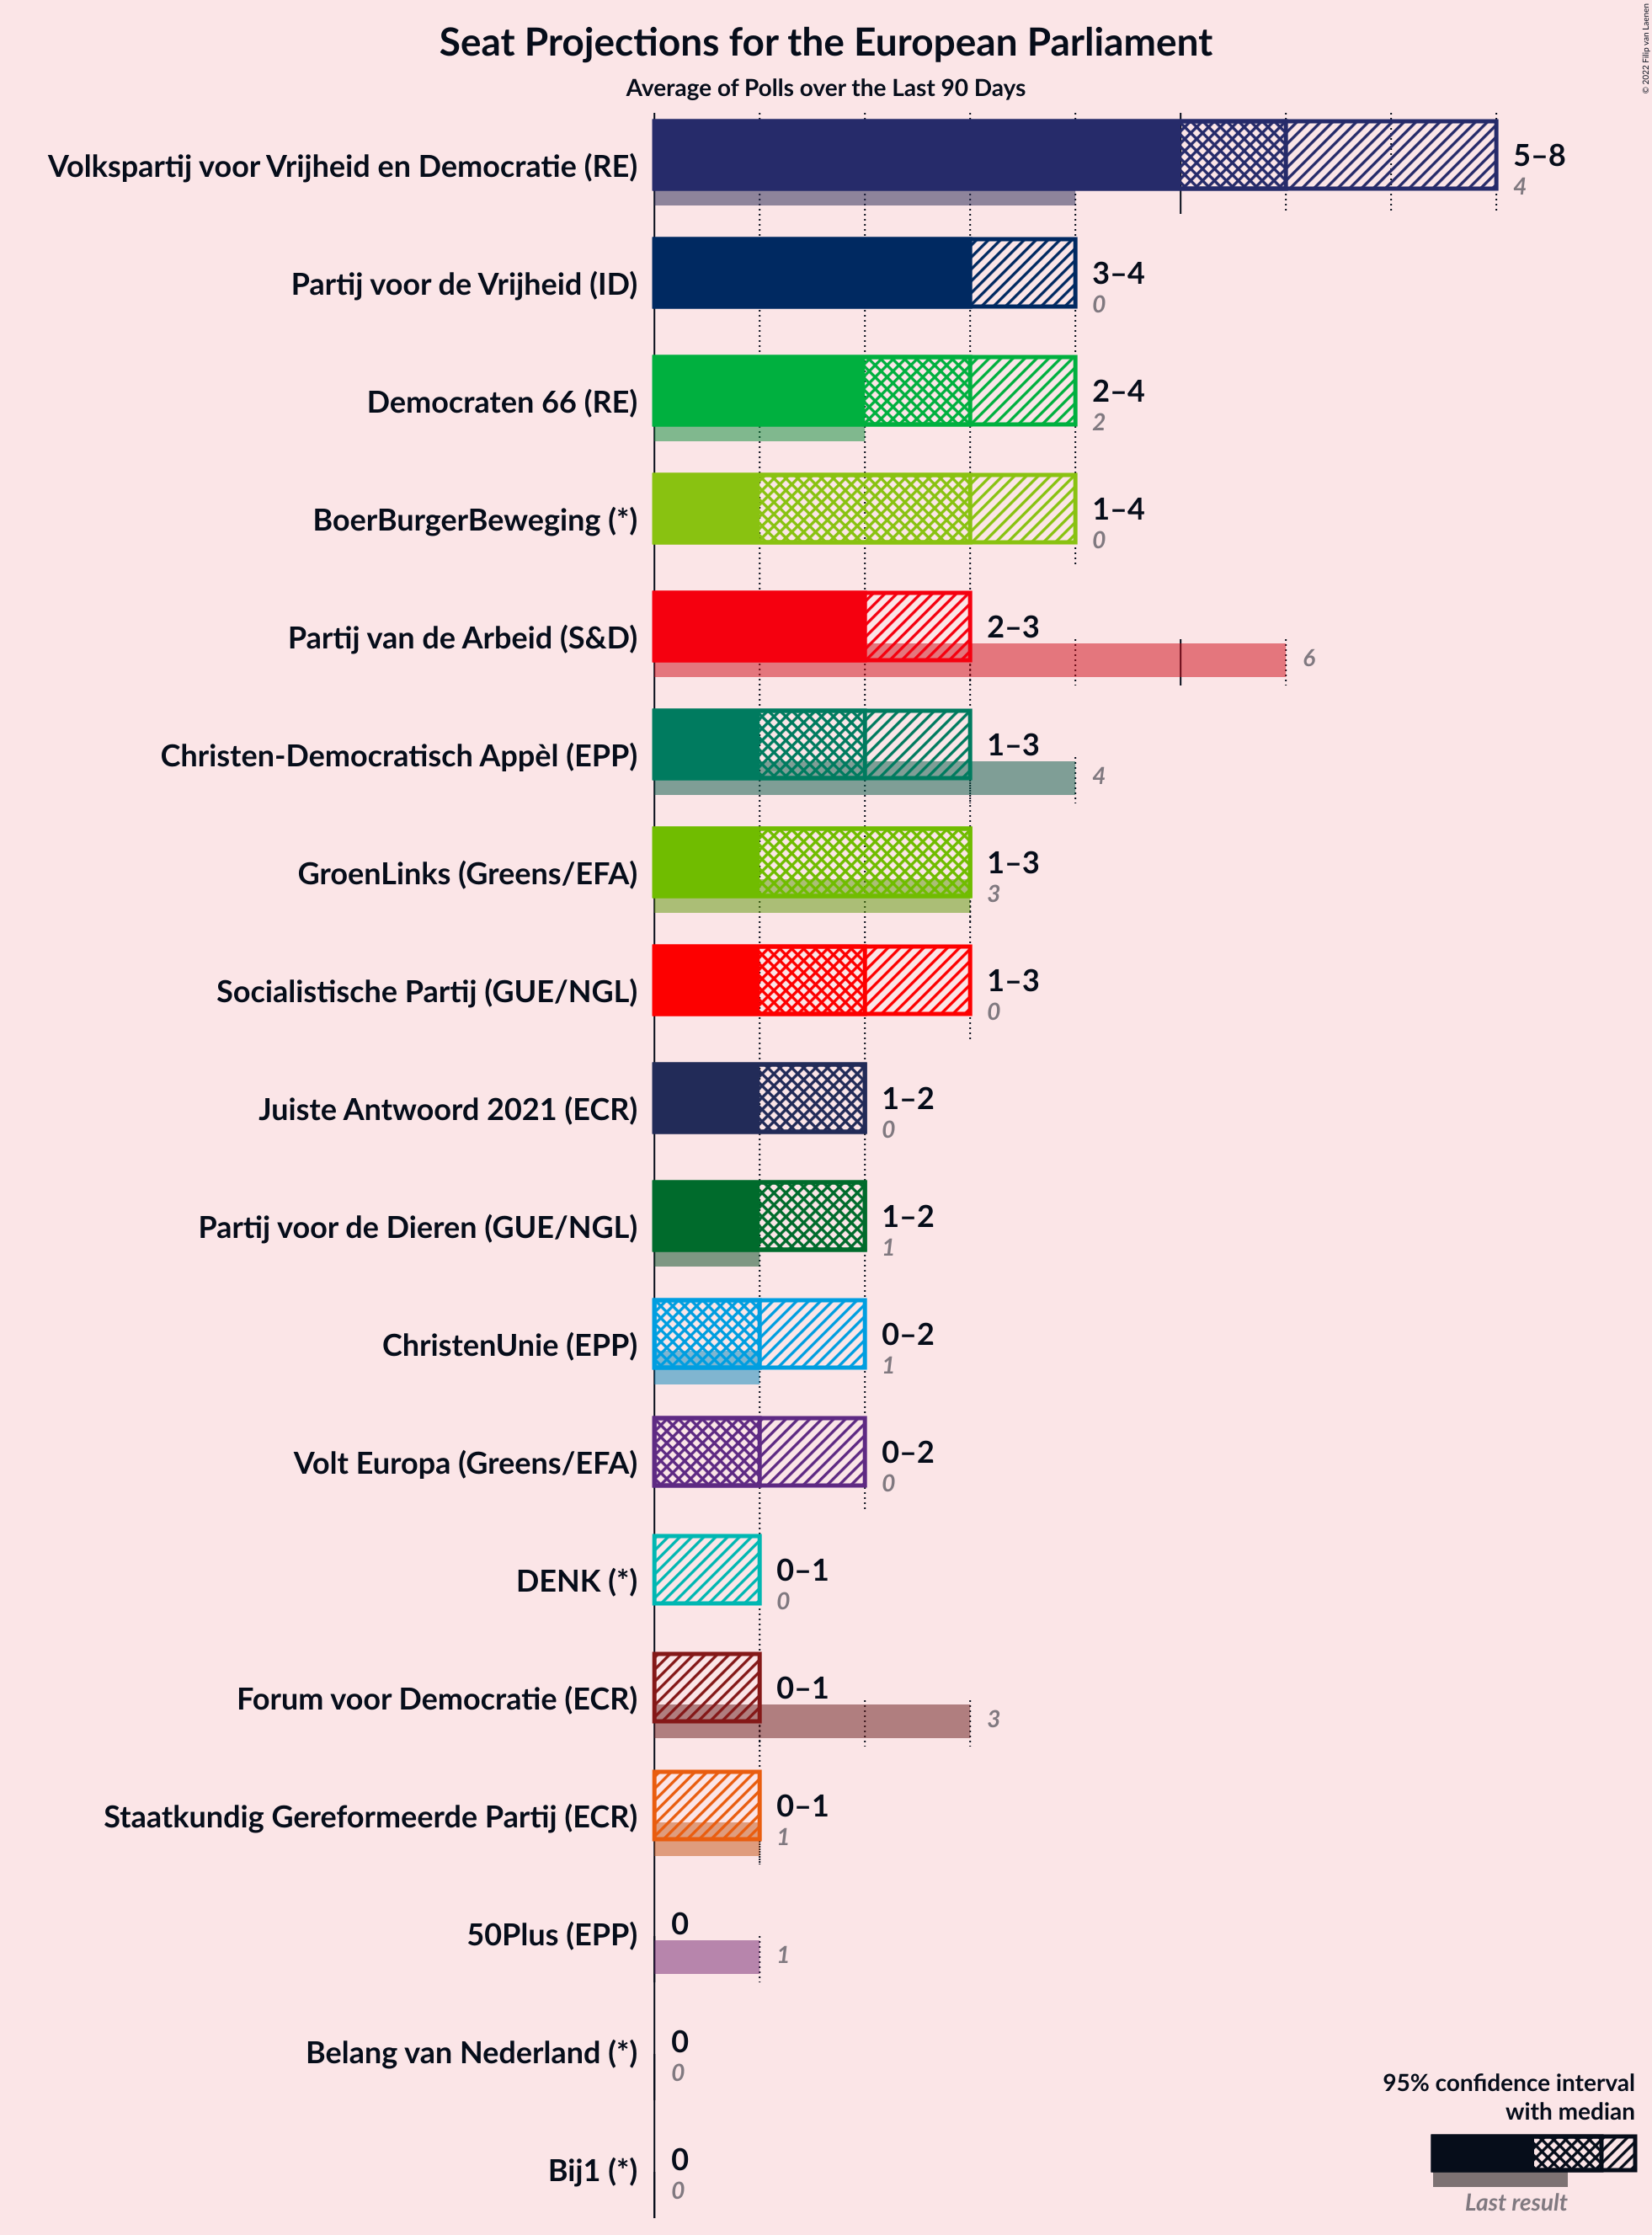 Seat Projections for the European Parliament
Average of Polls over the Last 90 Days
© 2022 Filip van Laenen
Volkspartij voor Vrijheid en Democratie (RE)
5–8
4
Partij voor de Vrijheid (ID)
3–4
0
Democraten 66 (RE)
2–4
2
BoerBurgerBeweging (*)
1–4
0
Partij van de Arbeid (S&D)
2–3
6
Christen-Democratisch Appèl (EPP)
1–3
4
GroenLinks (Greens/EFA)
1–3
3
Socialistische Partij (GUE/NGL)
1–3
0
Juiste Antwoord 2021 (ECR)
1–2
0
Partij voor de Dieren (GUE/NGL)
1–2
1
ChristenUnie (EPP)
0–2
1
Volt Europa (Greens/EFA)
0–2
0
DENK (*)
0–1
0
Forum voor Democratie (ECR)
0–1
3
Staatkundig Gereformeerde Partij (ECR)
0–1
1
50Plus (EPP)
0
1
Belang van Nederland (*)
0
0
Bij1 (*)
0
0
95% confidence interval
with median
Last result